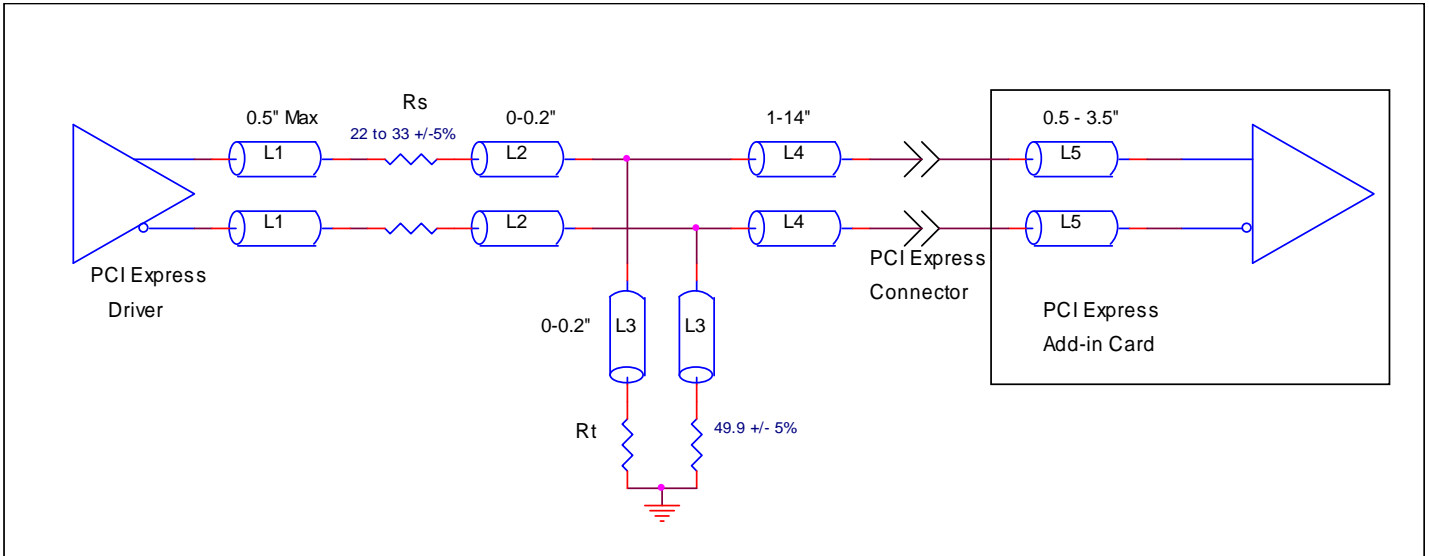 Rs
0.5" Max
22 to 33 +/-5%
0-0.2"
1-14"
0.5 - 3.5"
L1
L2
L4
L5
L1
L2
L4
L5
PCI Express
Driver
PCI Express
Connector
PCI Express
Add-in Card
0-0.2"
L3
L3
Rt
49.9 +/- 5%